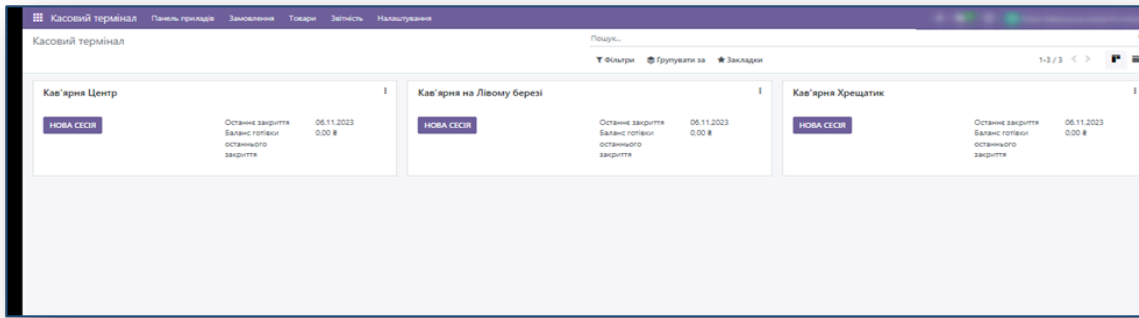 Касовий термінал Панель приладів Замовлення Товари Звітність Налаштування
Касовий термінал
Пошук...
Фільтри Групувати за Закладки
1-3 / 3
Кав'ярня Центр
НОВА СЕСІЯ
Останнє закриття 06.11.2023
Баланс готівки 0,00 ₴
останнього
закриття
Кав'ярня на Лівому березі
НОВА СЕСІЯ
Останнє закриття 06.11.2023
Баланс готівки 0,00 ₴
останнього
закриття
Кав'ярня Хрещатик
НОВА СЕСІЯ
Останнє закриття 06.11.2023
Баланс готівки 0,00 ₴
останнього
закриття